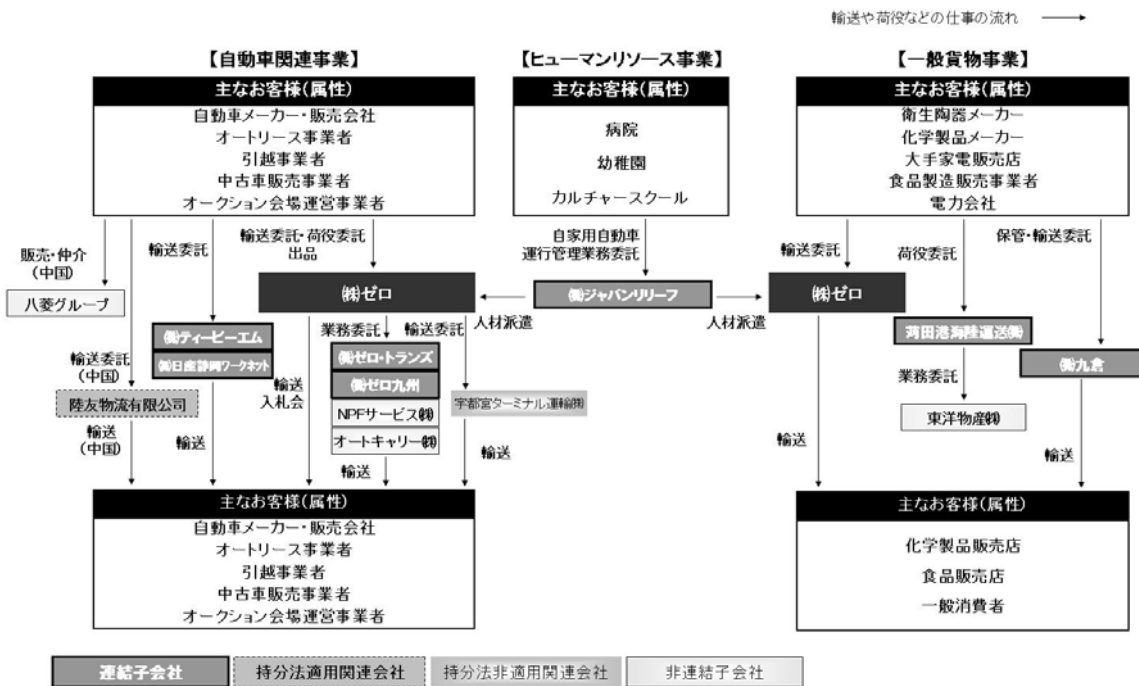 輸送や荷役などの仕事の流れ
【自動車関連事業】
主なお客様(属性)
自動車メーカー・販売会社
オートリース事業者
引越事業者
中古車販売事業者
オークション会場運営事業者
【ヒューマンリソース事業】
主なお客様(属性)
病院
幼稚園
カルチャースクール
【一般貨物事業】
主なお客様(属性)
衛生陶器メーカー
化学製品メーカー
大手家電販売店
食品製造販売事業者
電力会社
販売・仲介
(中国)
八菱グループ
輸送委託
輸送委託・荷役委託
出品
㈱ゼロ
自家用自動車
運行管理業務委託
㈱ジャパンリリーフ
人材派遣
人材派遣
輸送委託
㈱ゼロ
荷役委託
保管・輸送委託
苅田港海陸運送㈱
業務委託
東洋物産㈱
㈱九倉
輸送委託
(中国)
陸友物流有限公司
輸送
(中国)
㈱ティービーエム
㈱日産静岡ワークネット
輸送
輸送
入札会
業務委託
㈱ゼロ・トランズ
㈱ゼロ九州
NPFサービス㈱
オートキャリー㈱
輸送
輸送委託
宇都宮ターミナル運輸㈱
輸送
輸送
輸送
主なお客様(属性)
自動車メーカー・販売会社
オートリース事業者
引越事業者
中古車販売事業者
オークション会場運営事業者
主なお客様(属性)
化学製品販売店
食品販売店
一般消費者
連結子会社
持分法適用関連会社
持分法非適用関連会社
非連結子会社